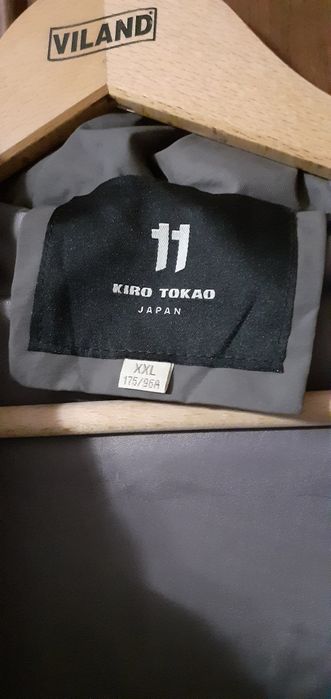 VILAND
11
KIRO TOKAO
JAPAN
XXL
175/96A